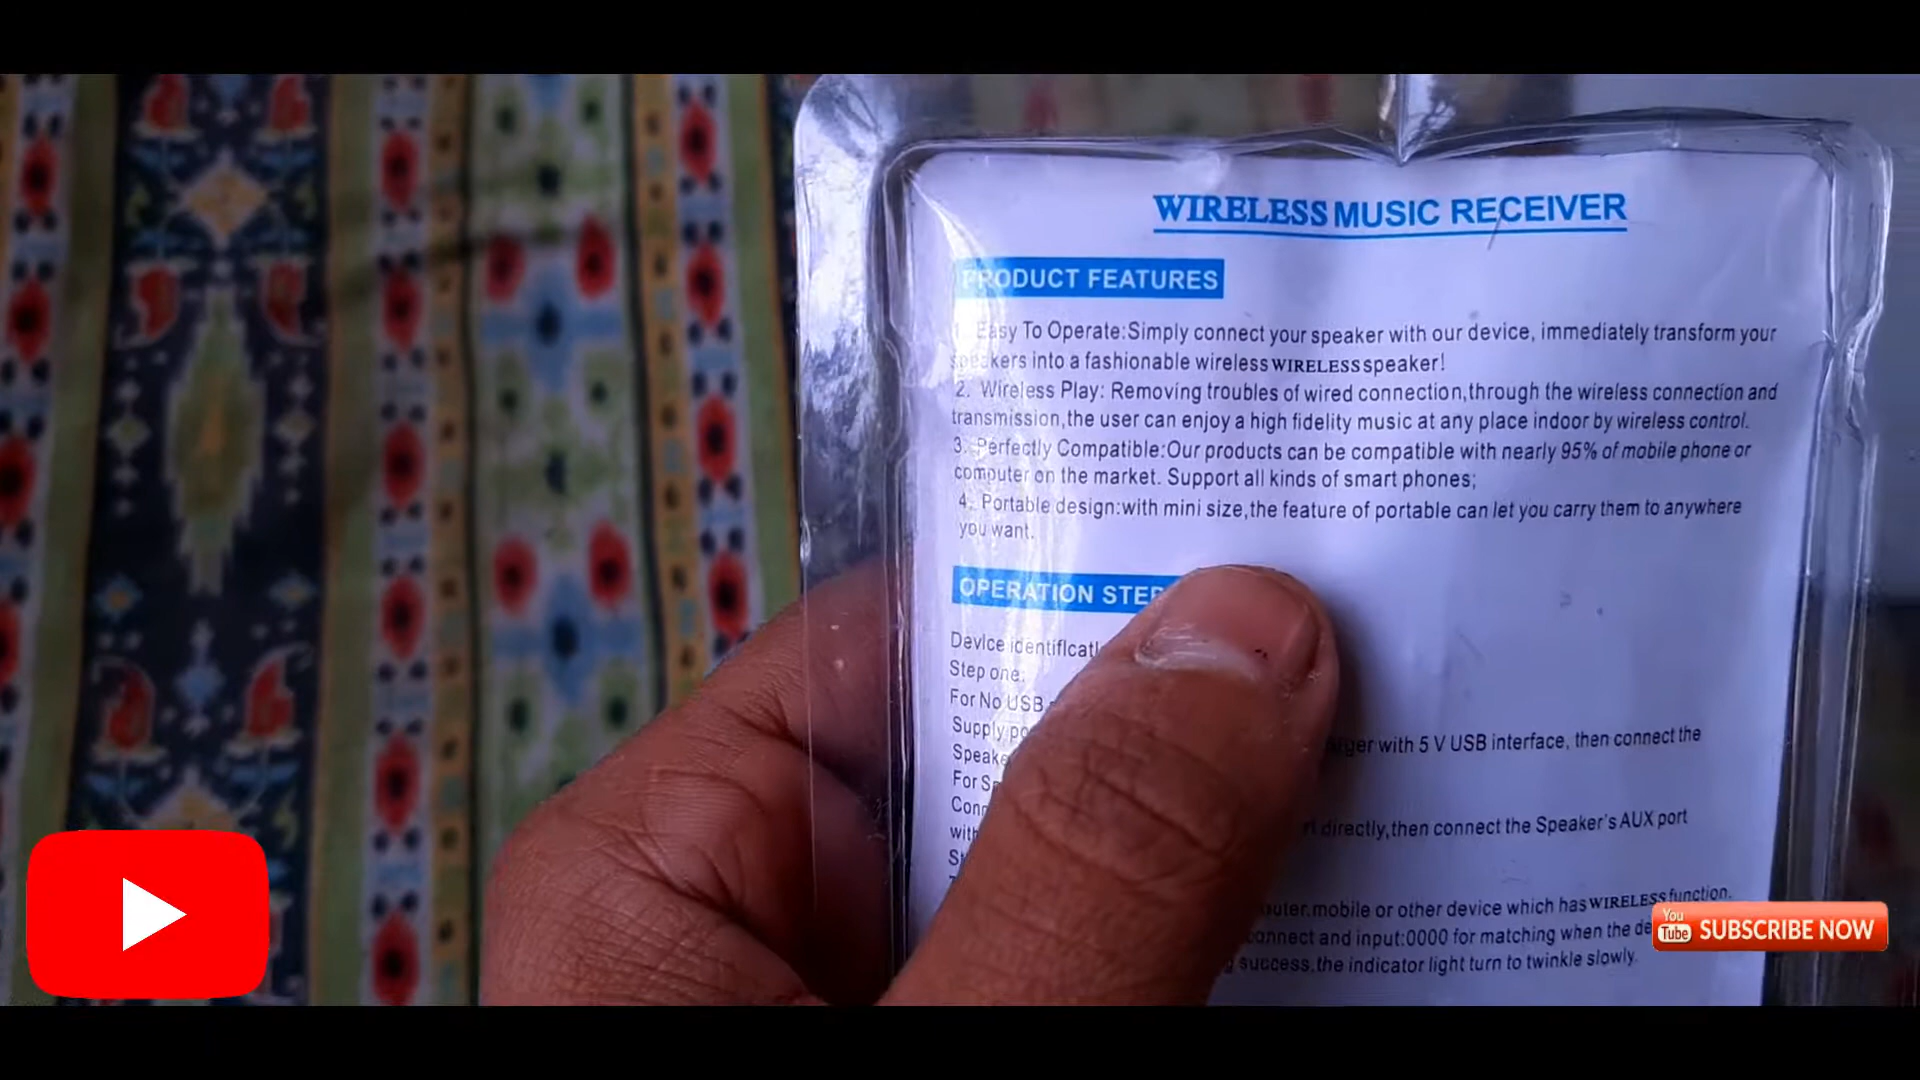 WIRELESS MUSIC RECEIVER
PRODUCT FEATURES
1. Easy To Operate:Simply connect your speaker with our device, immediately transform your
speakers into a fashionable wireless WIRELESS speaker!
2. Wireless Play: Removing troubles of wired connection,through the wireless connection and
transmission,the user can enjoy a high fidelity music at any place indoor by wireless control.
3. Perfectly Compatible:Our products can be compatible with nearly 95% of mobile phone or
computer on the market. Support all kinds of smart phones;
4. Portable design:with mini size,the feature of portable can let you carry them to anywhere
you want.
OPERATION
Device
Step one:
For No USB
Supply
with 5 V USB interface, then connect the
For
directly,then connect the Speaker's AUX port
mobile or other device which has WIRELESS function.
connect and input:0000 for matching when the
success,the indicator light turn to twinkle slowly.
You Tube SUBSCRIBE NOW